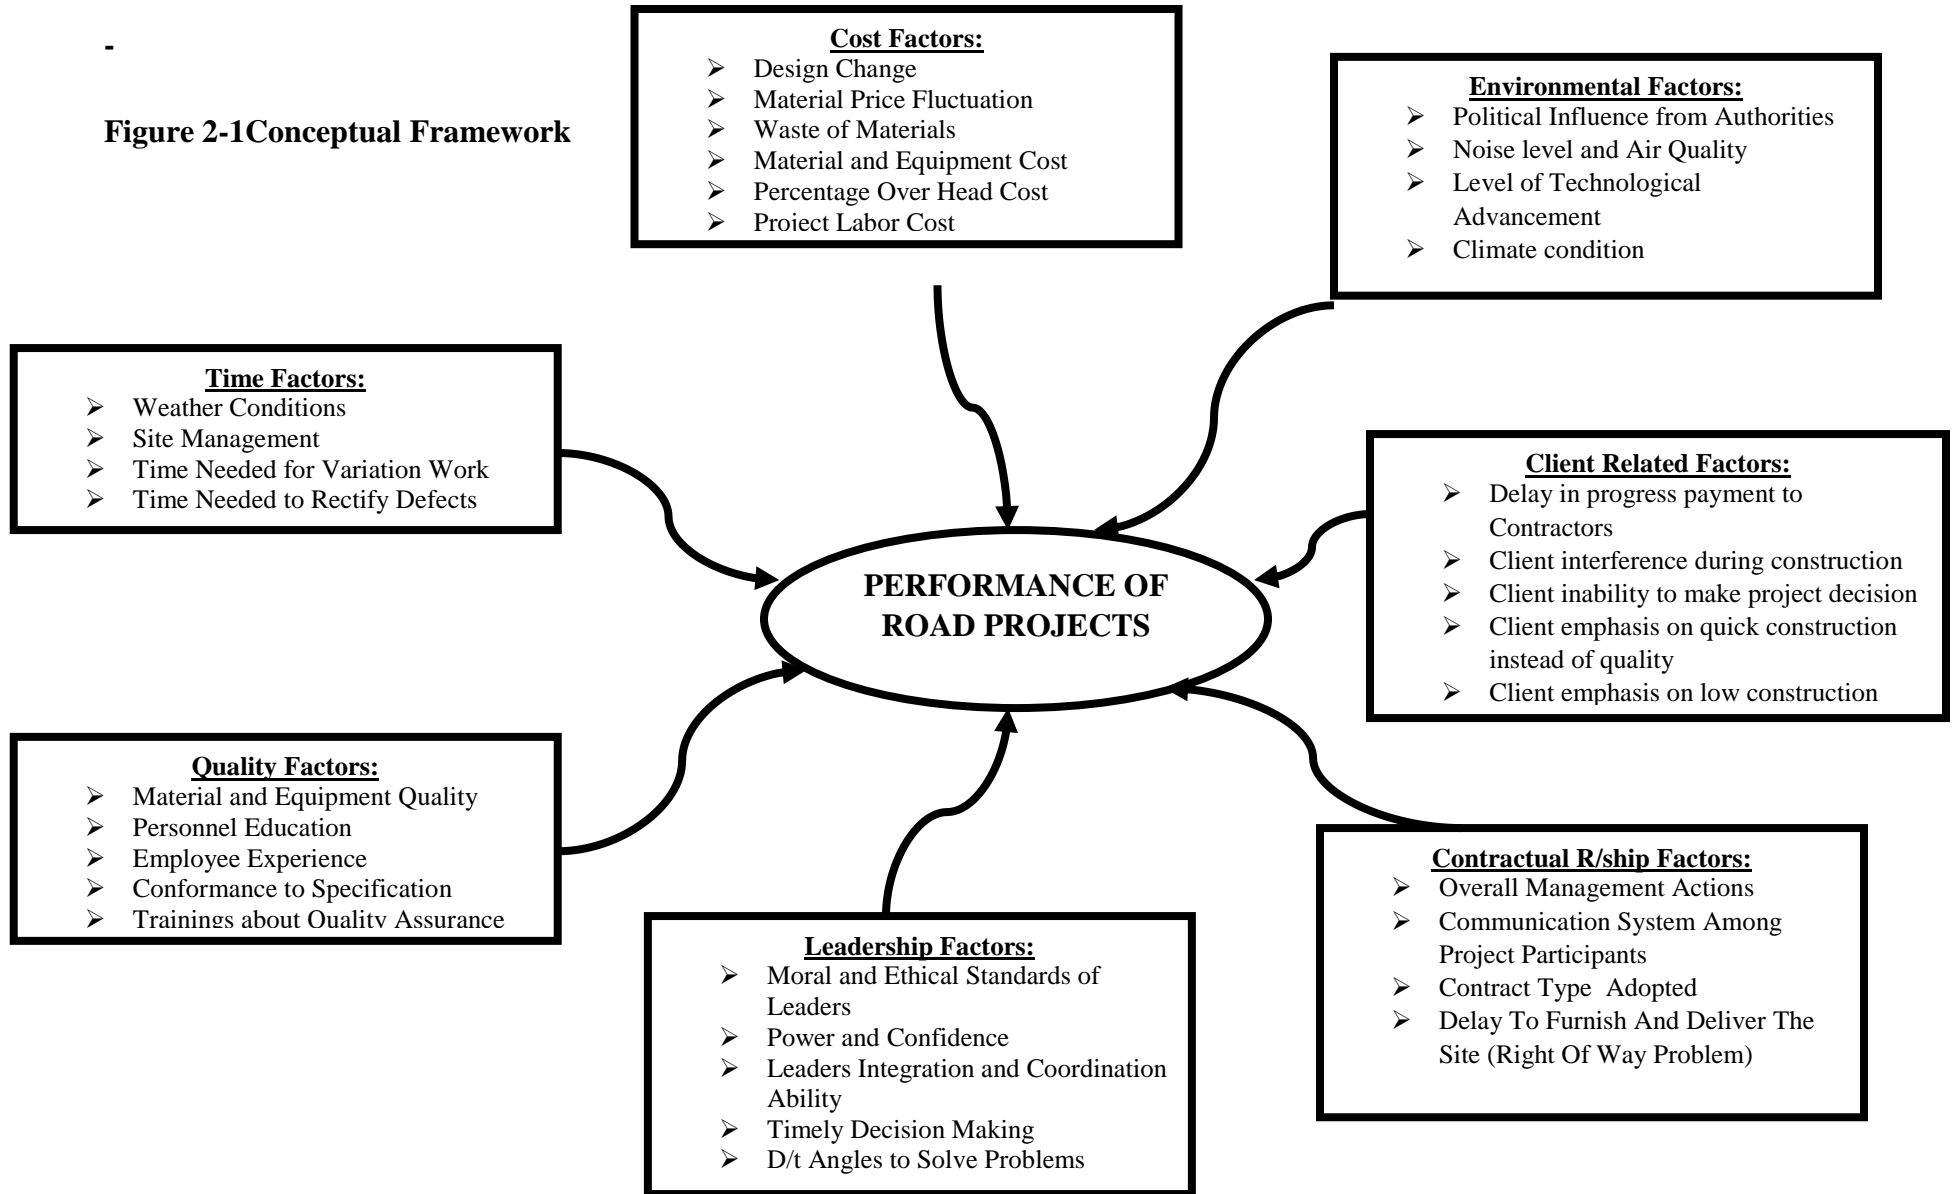 -
Figure 2-1Conceptual Framework
Cost Factors:
➢ Design Change
➢ Material Price Fluctuation
➢ Waste of Materials
➢ Material and Equipment Cost
➢ Percentage Over Head Cost
➢ Project Labor Cost
Environmental Factors:
➢ Political Influence from Authorities
➢ Noise level and Air Quality
➢ Level of Technological
Advancement
➢ Climate condition
Time Factors:
➢ Weather Conditions
➢ Site Management
➢ Time Needed for Variation Work
➢ Time Needed to Rectify Defects
Client Related Factors:
➢ Delay in progress payment to
Contractors
➢ Client interference during construction
➢ Client inability to make project decision
➢ Client emphasis on quick construction
instead of quality
➢ Client emphasis on low construction
PERFORMANCE OF
ROAD PROJECTS
Quality Factors:
➢ Material and Equipment Quality
➢ Personnel Education
➢ Employee Experience
➢ Conformance to Specification
➢ Trainings about Quality Assurance
Leadership Factors:
➢ Moral and Ethical Standards of
Leaders
➢ Power and Confidence
➢ Leaders Integration and Coordination
Ability
➢ Timely Decision Making
➢ D/t Angles to Solve Problems
Contractual R/ship Factors:
➢ Overall Management Actions
➢ Communication System Among
Project Participants
➢ Contract Type  Adopted
➢ Delay To Furnish And Deliver The
Site (Right Of Way Problem)